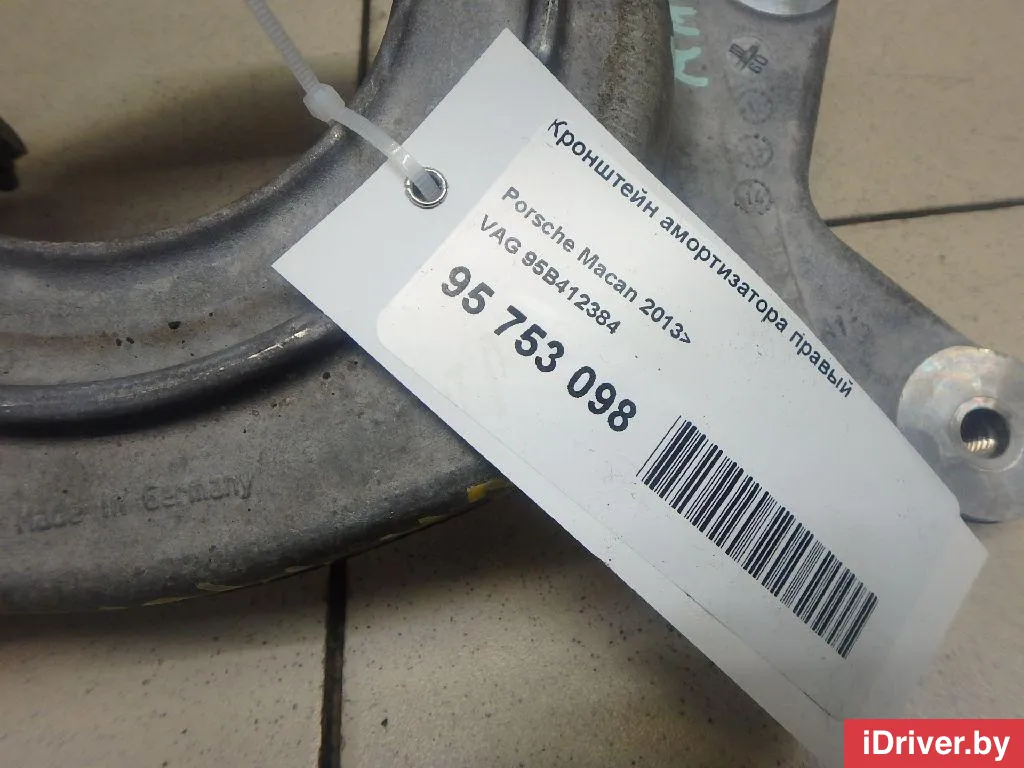 Кронштейн амортизатора правый
Porsche Macan 2013>
VAG 95B412384
95 753 098
Made in Germany
iDriver.by